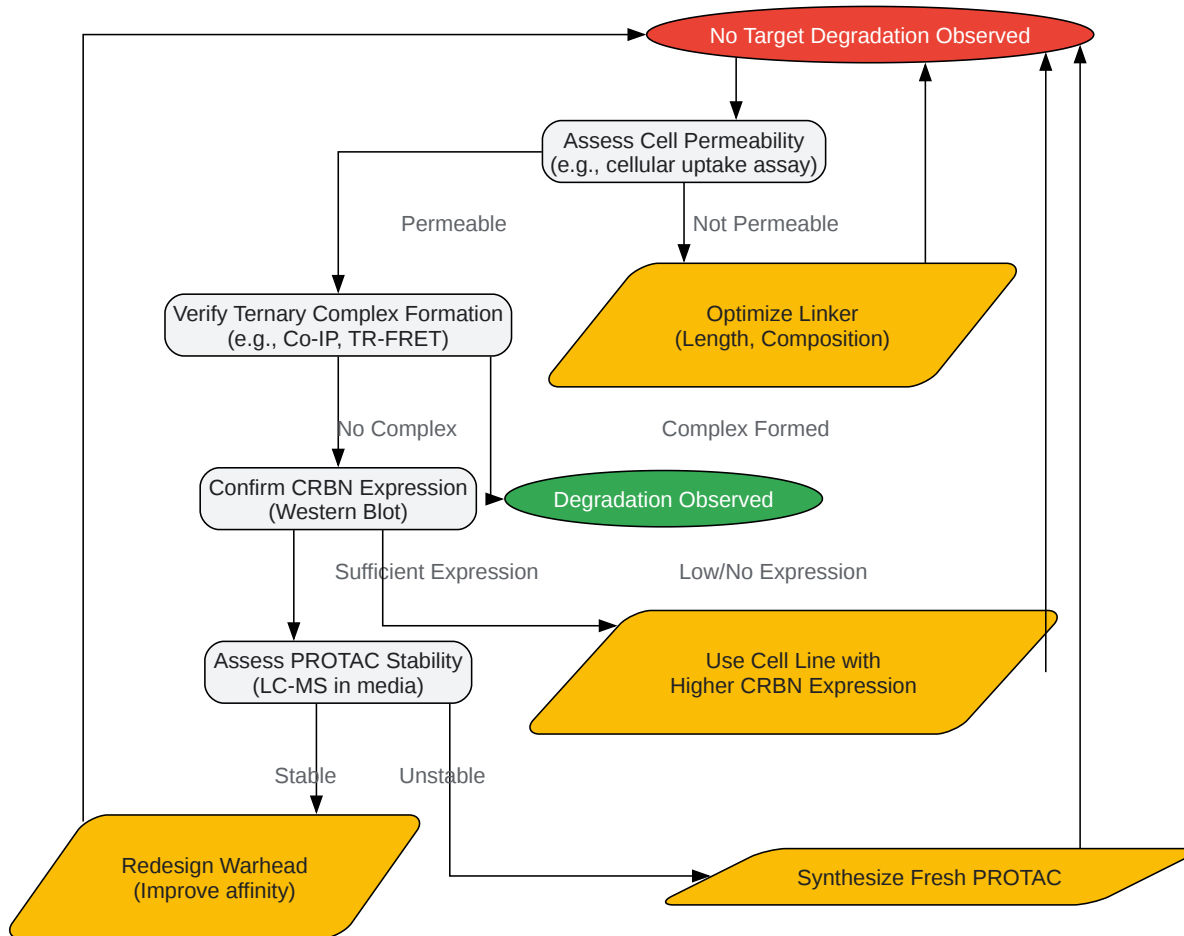 No Target Degradation Observed
Assess Cell Permeability
(e.g., cellular uptake assay)
Permeable
Not Permeable
Verify Ternary Complex Formation
(e.g., Co-IP, TR-FRET)
Optimize Linker
(Length, Composition)
No Complex
Complex Formed
Confirm CRBN Expression
(Western Blot)
Degradation Observed
Sufficient Expression
Low/No Expression
Assess PROTAC Stability
(LC-MS in media)
Use Cell Line with
Higher CRBN Expression
Stable
Unstable
Redesign Warhead
(Improve affinity)
Synthesize Fresh PROTAC